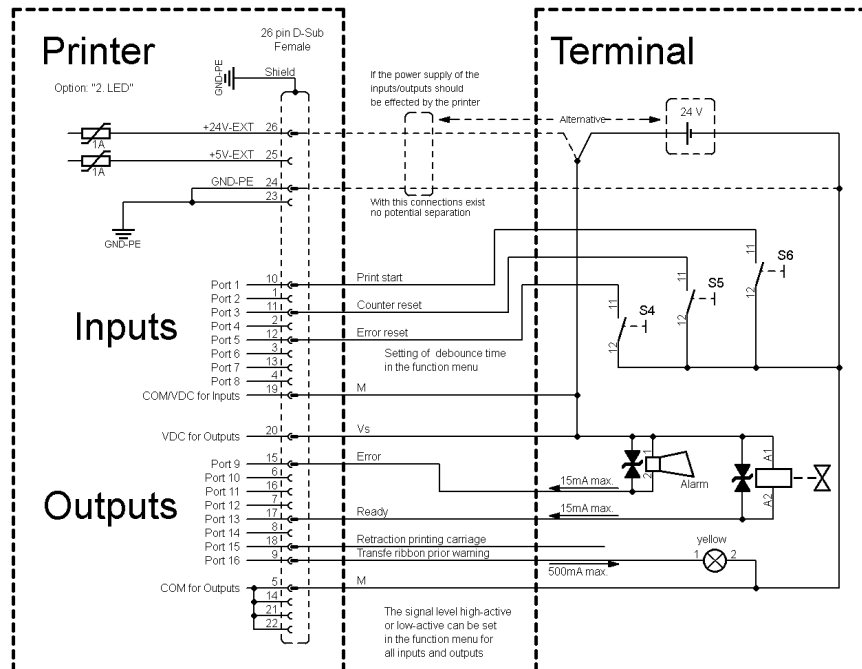 Printer
26 pin D-Sub
Female
Terminal
Option: "2. LED"
GND-PE
Shield
If the power supply of the
inputs/outputs should
be effected by the printer
Alternative
24 V
+24V-EXT 26
1A
+5V-EXT 25
1A
GND-PE 24
23
GND-PE
With this connections exist
no potential separation
Inputs
Port 1 10 Print start
Port 2 1
Port 3 11 Counter reset
Port 4 2
Port 5 12 Error reset
Port 6 3
Port 7 13
Port 8 4
COM/VDC for Inputs 19 M
Setting of debounce time
in the function menu
11 S6
12
11 S5
12
11 S4
12
VDC for Outputs 20 Vs
Outputs
Port 9 15 Error
Port 10 6
Port 11 16
Port 12 7
Port 13 17 Ready
Port 14 8
Port 15 18 Retraction printing carriage
Port 16 9 Transfe ribbon prior warning
COM for Outputs 5 M
14
21
22
15mA max.
1
2
Alarm
A1
A2
15mA max.
yellow
1 2
500mA max.
The signal level high-active
or low-active can be set
in the function menu for
all inputs and outputs